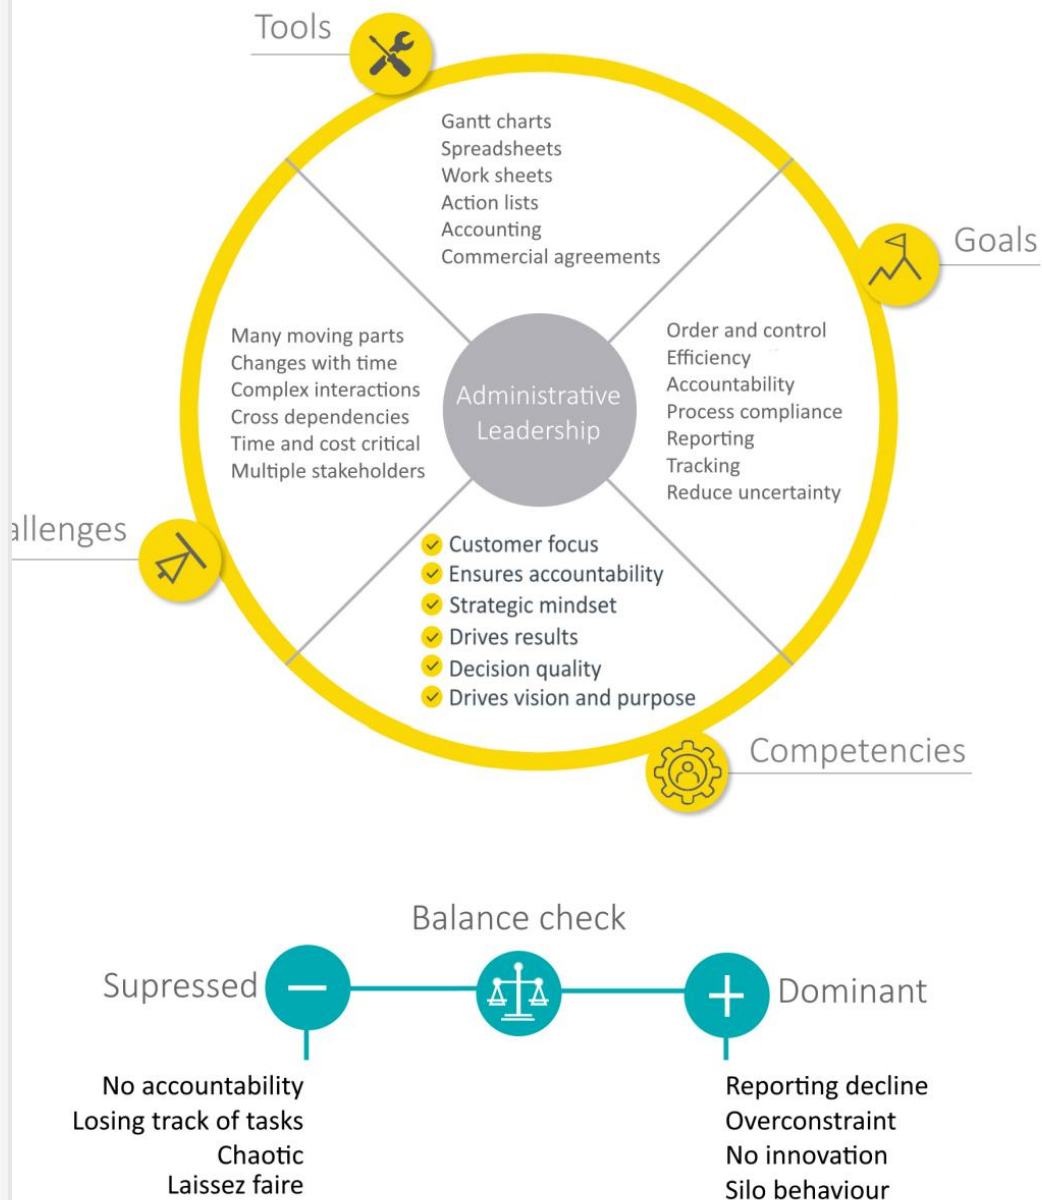 Tools
Gantt charts
Spreadsheets
Work sheets
Action lists
Accounting
Commercial agreements
Goals
Order and control
Efficiency
Accountability
Process compliance
Reporting
Tracking
Reduce uncertainty
Many moving parts
Changes with time
Complex interactions
Cross dependencies
Time and cost critical
Multiple stakeholders
Administrative
Leadership
allenges
Customer focus
Ensures accountability
Strategic mindset
Drives results
Decision quality
Drives vision and purpose
Competencies
Balance check
Supressed
Dominant
No accountability
Losing track of tasks
Chaotic
Laissez faire
Reporting decline
Overconstraint
No innovation
Silo behaviour